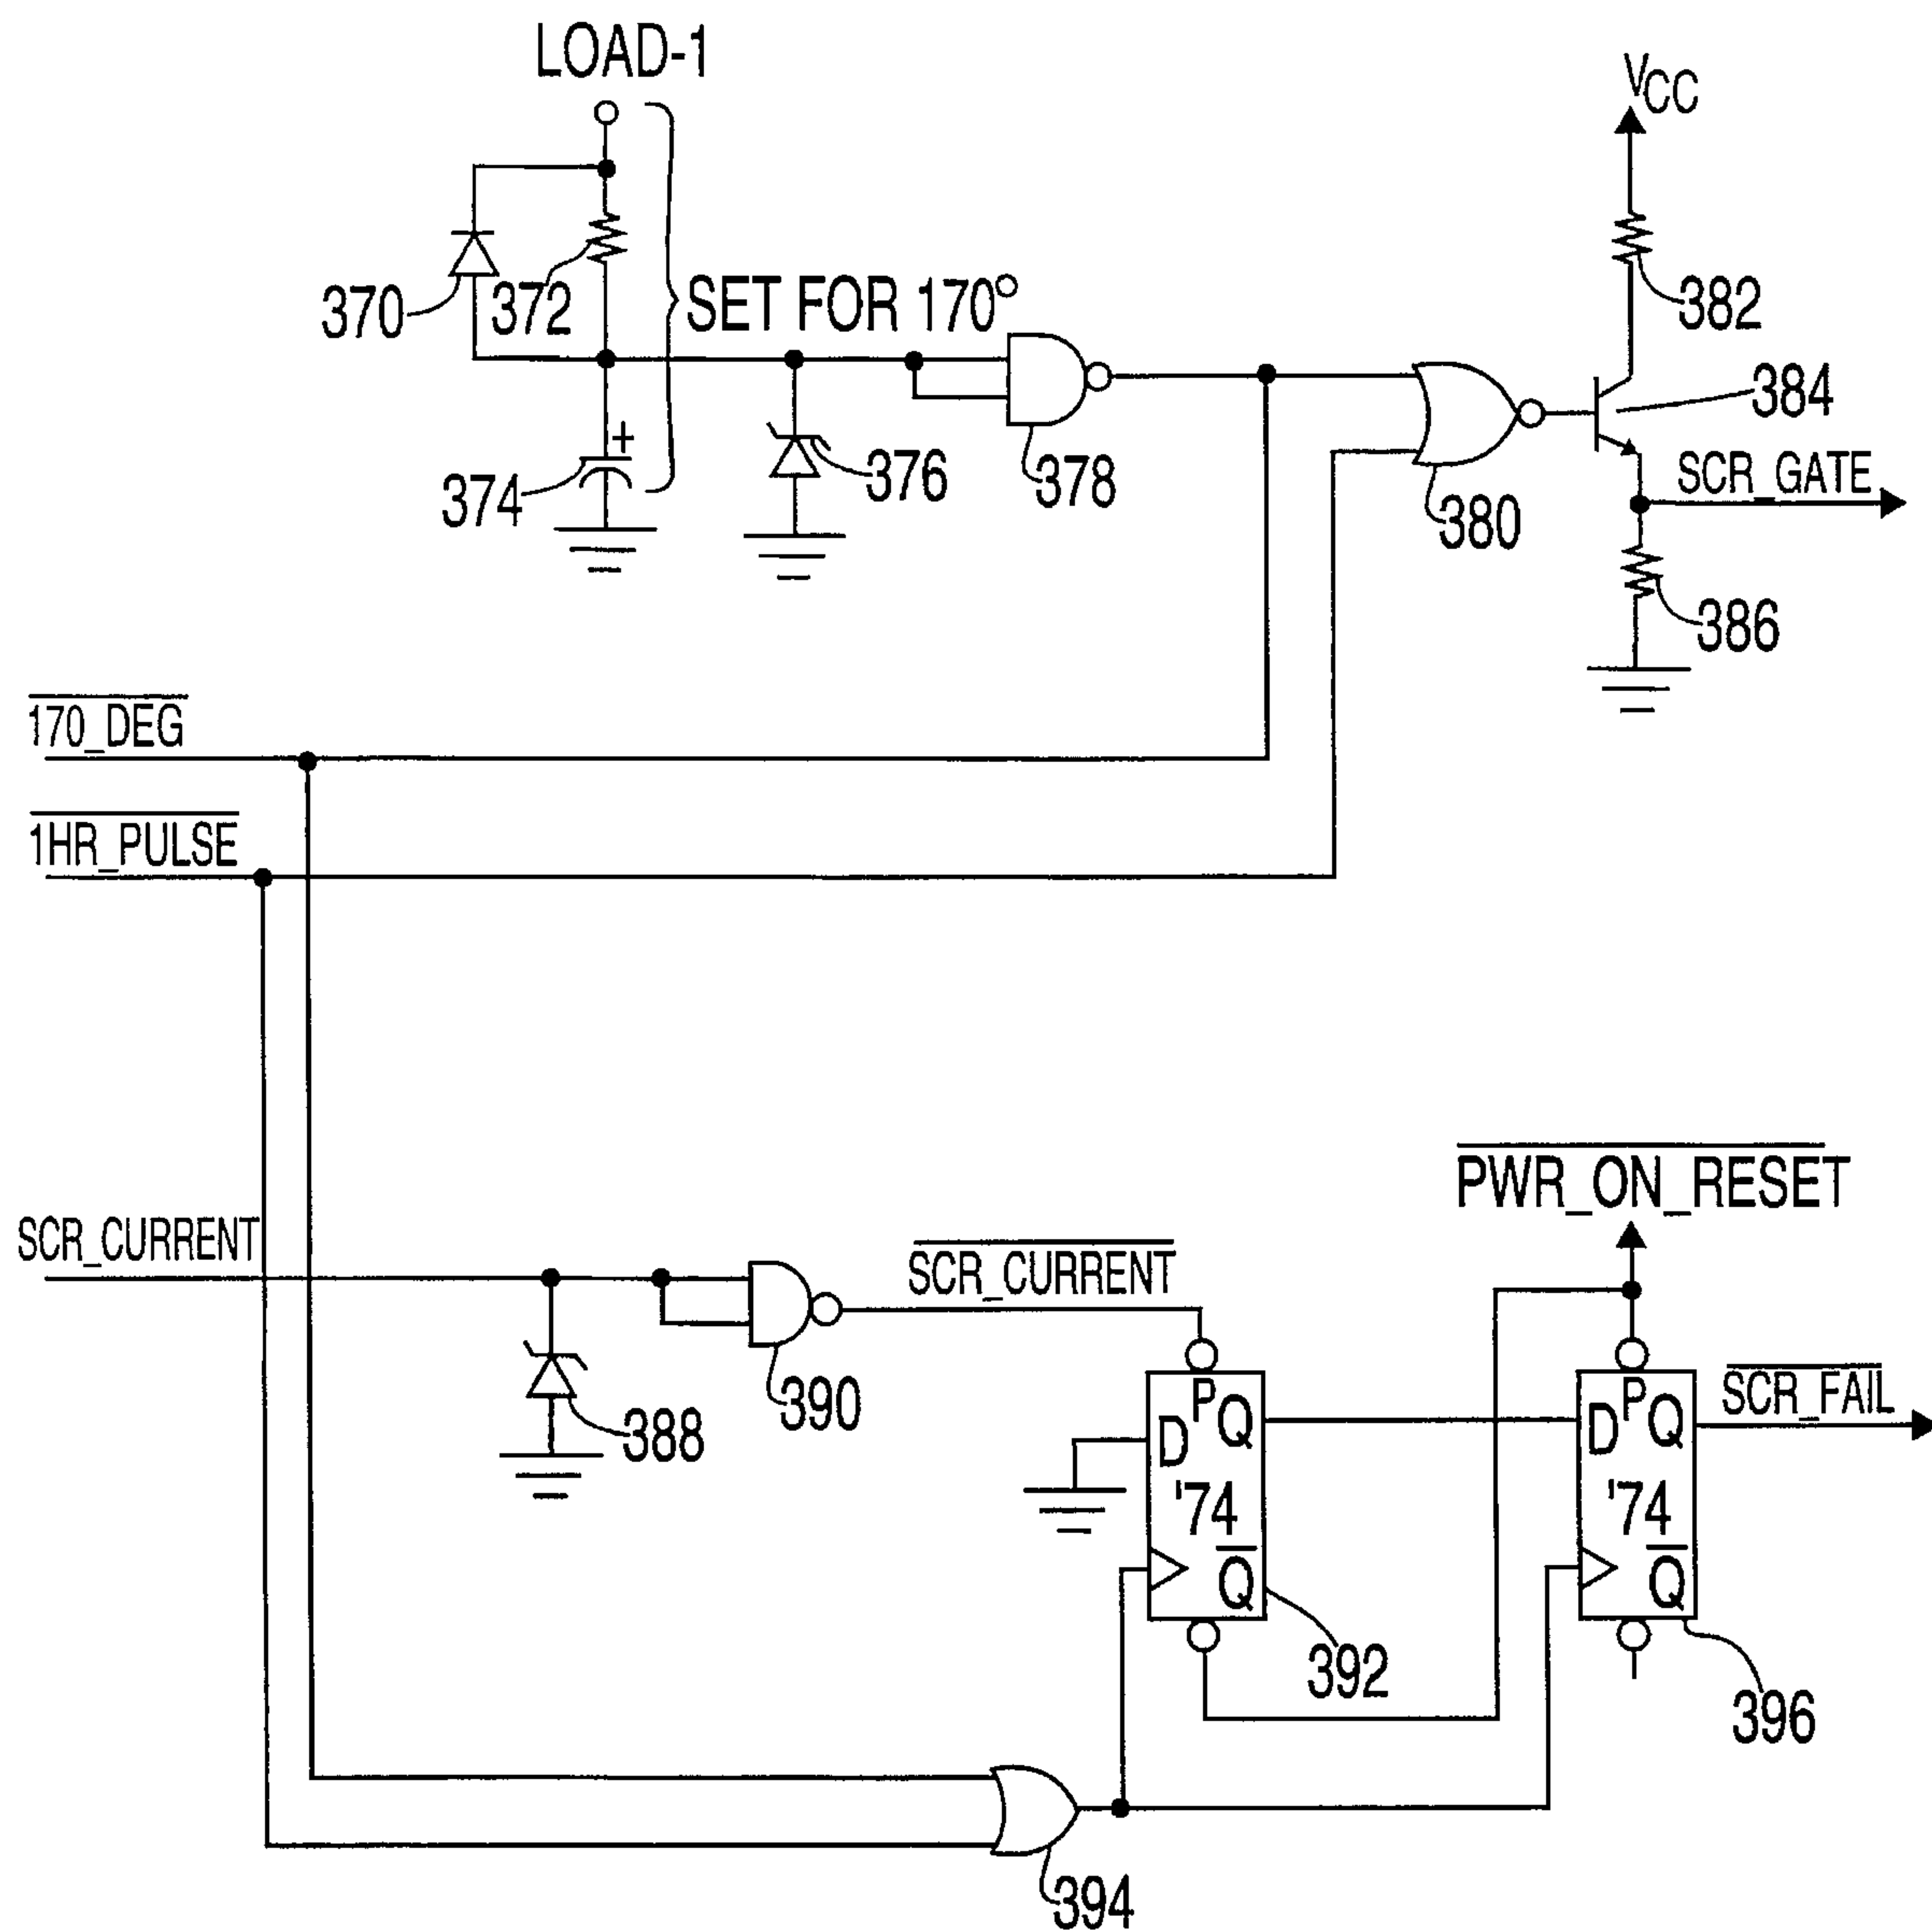 LOAD-1
V_CC
370
372
SET FOR 170°
382
384
374
376
378
SCR_GATE
380
386
170_DEG
1HR_PULSE
PWR_ON_RESET
SCR_CURRENT
SCR_CURRENT
390
388
D P Q
'74
Q
392
D P Q
'74
Q
SCR_FAIL
396
394
+